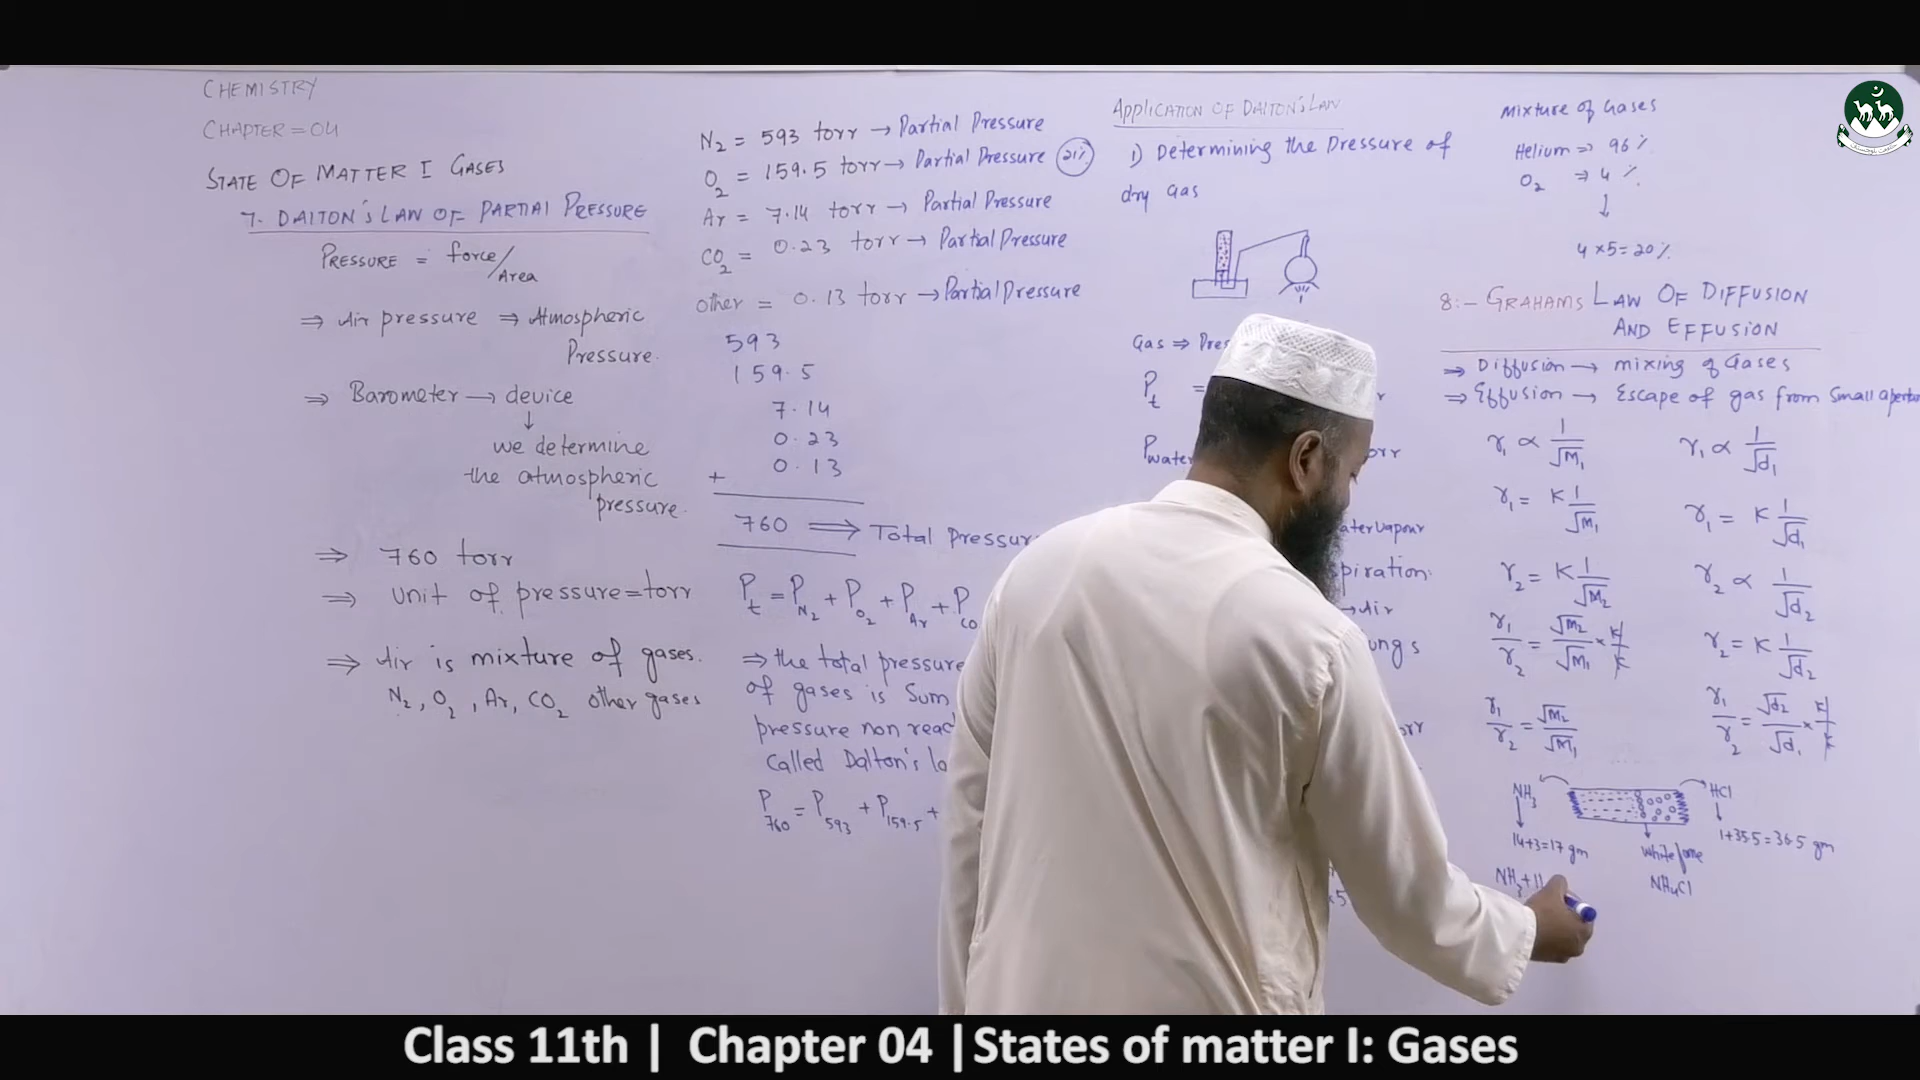 CHEMISTRY
CHAPTER = 04
STATE OF MATTER I GASES
7. DALTON'S LAW OF PARTIAL PRESSURE
PRESSURE = force/Area
⇒ Air pressure ⇒ Atmospheric
Pressure.
⇒ Barometer → device
↓
we determine
the atmospheric
pressure.
⇒ 760 torr
⇒ unit of pressure=torr
⇒ Air is mixture of gases.
N₂, O₂, Ar, CO₂ other gases
N₂ = 593 torr → Partial Pressure
O₂ = 159.5 torr → Partial Pressure 21%
Ar = 7.14 torr → Partial Pressure
CO₂ = 0.23 torr → Partial Pressure
other = 0.13 torr → Partial Pressure
593
159.5
7.14
0.23
+ 0.13
760 ⇒ Total Pressur
Pt = PN₂ + PO₂ + PAr + PCO
⇒ the total pressure
of gases is Sum
pressure non reac
called Dalton's la
P760 = P593 + P159.5 +
APPLICATION OF DALTON'S LAW
1) Determining the Pressure of
dry Gas
Gas ⇒ Pres
Pt =
Pwater
orr
atervapour
piration.
→ Air
ungs
orr
×5
Mixture of Gases
Helium ⇒ 96 %.
O₂ ⇒ 4 %.
↓
4 ×5=20%.
8:- GRAHAMS LAW OF DIFFUSION
AND EFFUSION
⇒ Diffusion → mixing of Gases
⇒ Effusion → Escape of gas from Small apertur
r₁ ∝ 1/√M₁
r₁ = K 1/√M₁
r₂ = K 1/√M₂
r₁/r₂ = √M₂/√M₁ × K/K
r₁/r₂ = √M₂/√M₁
r₁ ∝ 1/√d₁
r₁ = K 1/√d₁
r₂ ∝ 1/√d₂
r₂ = K 1/√d₂
r₁/r₂ = √d₂/√d₁ × K/K
NH₃ HCl
14+3=17 gm
1+35.5=36.5 gm
White
NH₄Cl
NH₃+
Class 11th | Chapter 04 |States of matter I: Gases